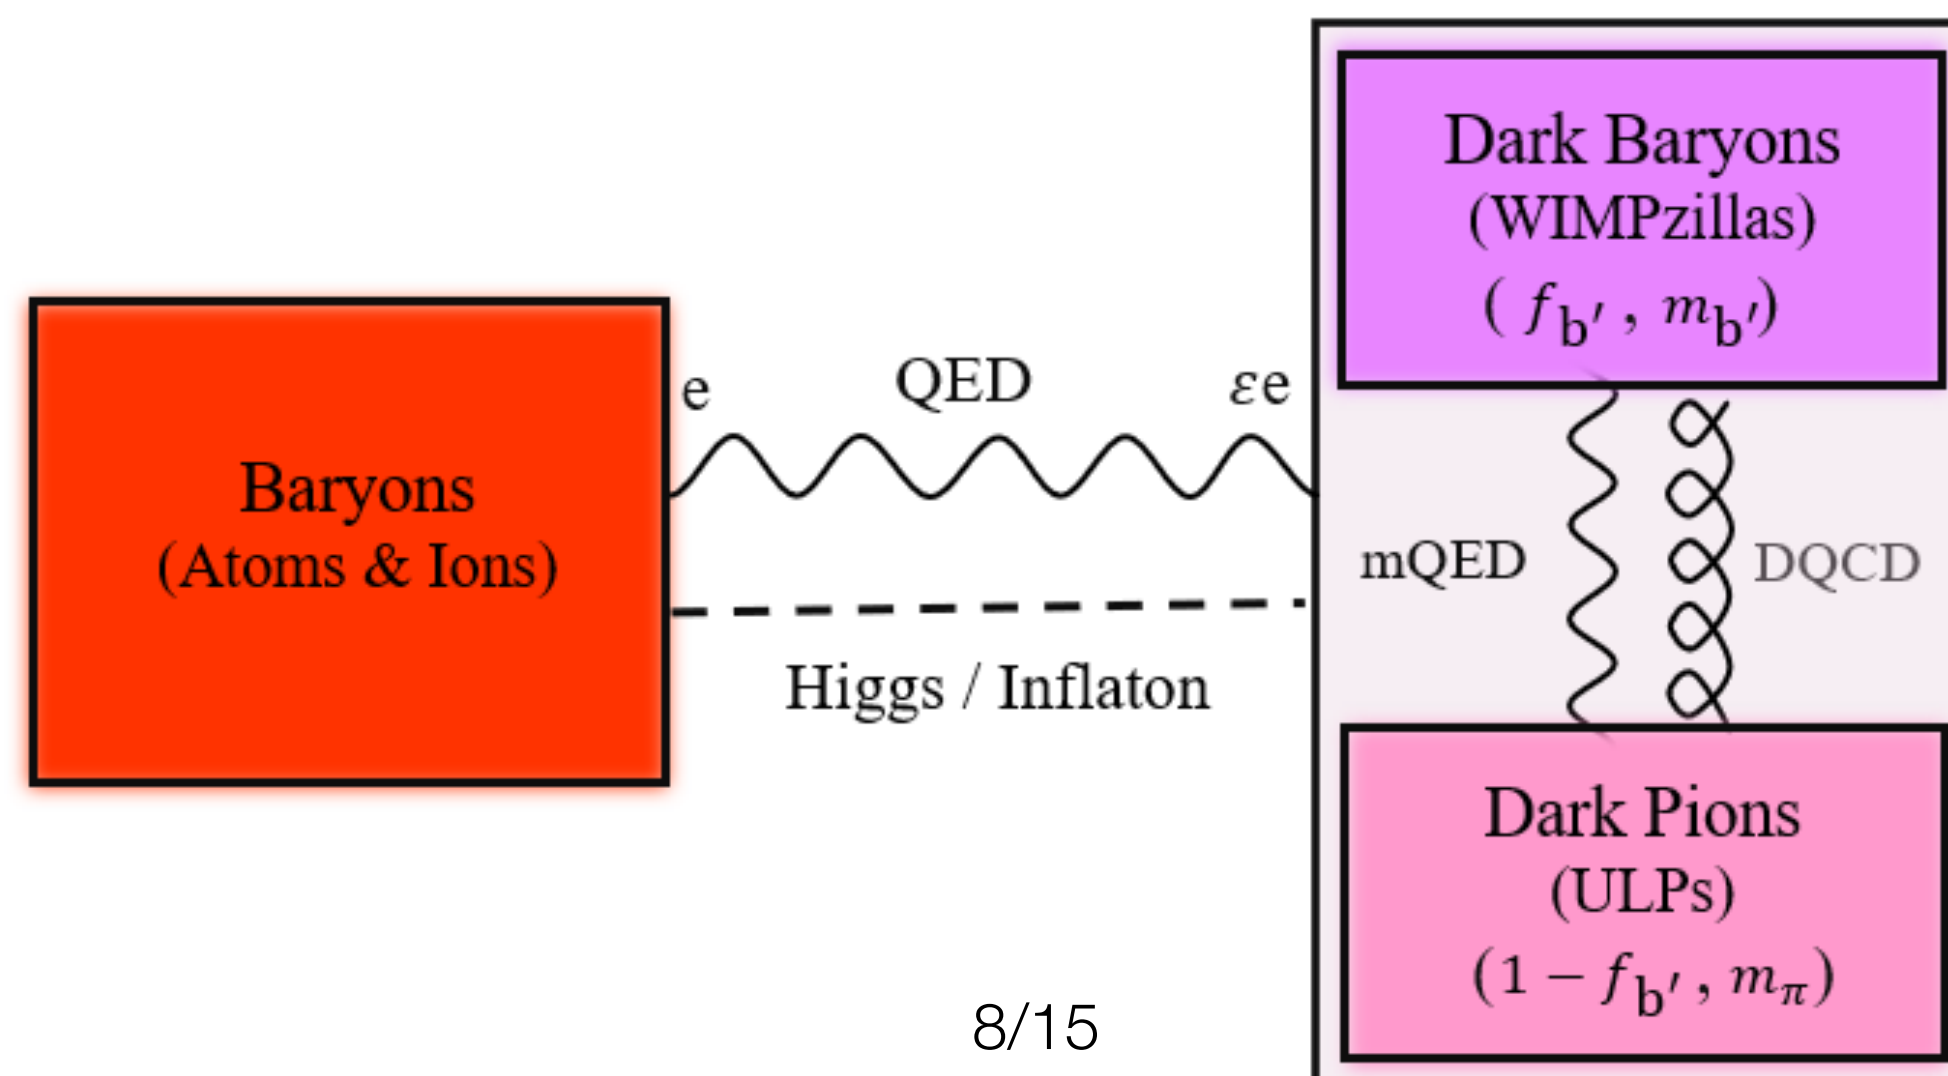 Baryons
(Atoms & Ions)
e
QED
εe
Higgs / Inflaton
Dark Baryons
(WIMPzillas)
( f_b′ , m_b′)
mQED
DQCD
Dark Pions
(ULPs)
(1 − f_b′ , m_π)
8/15